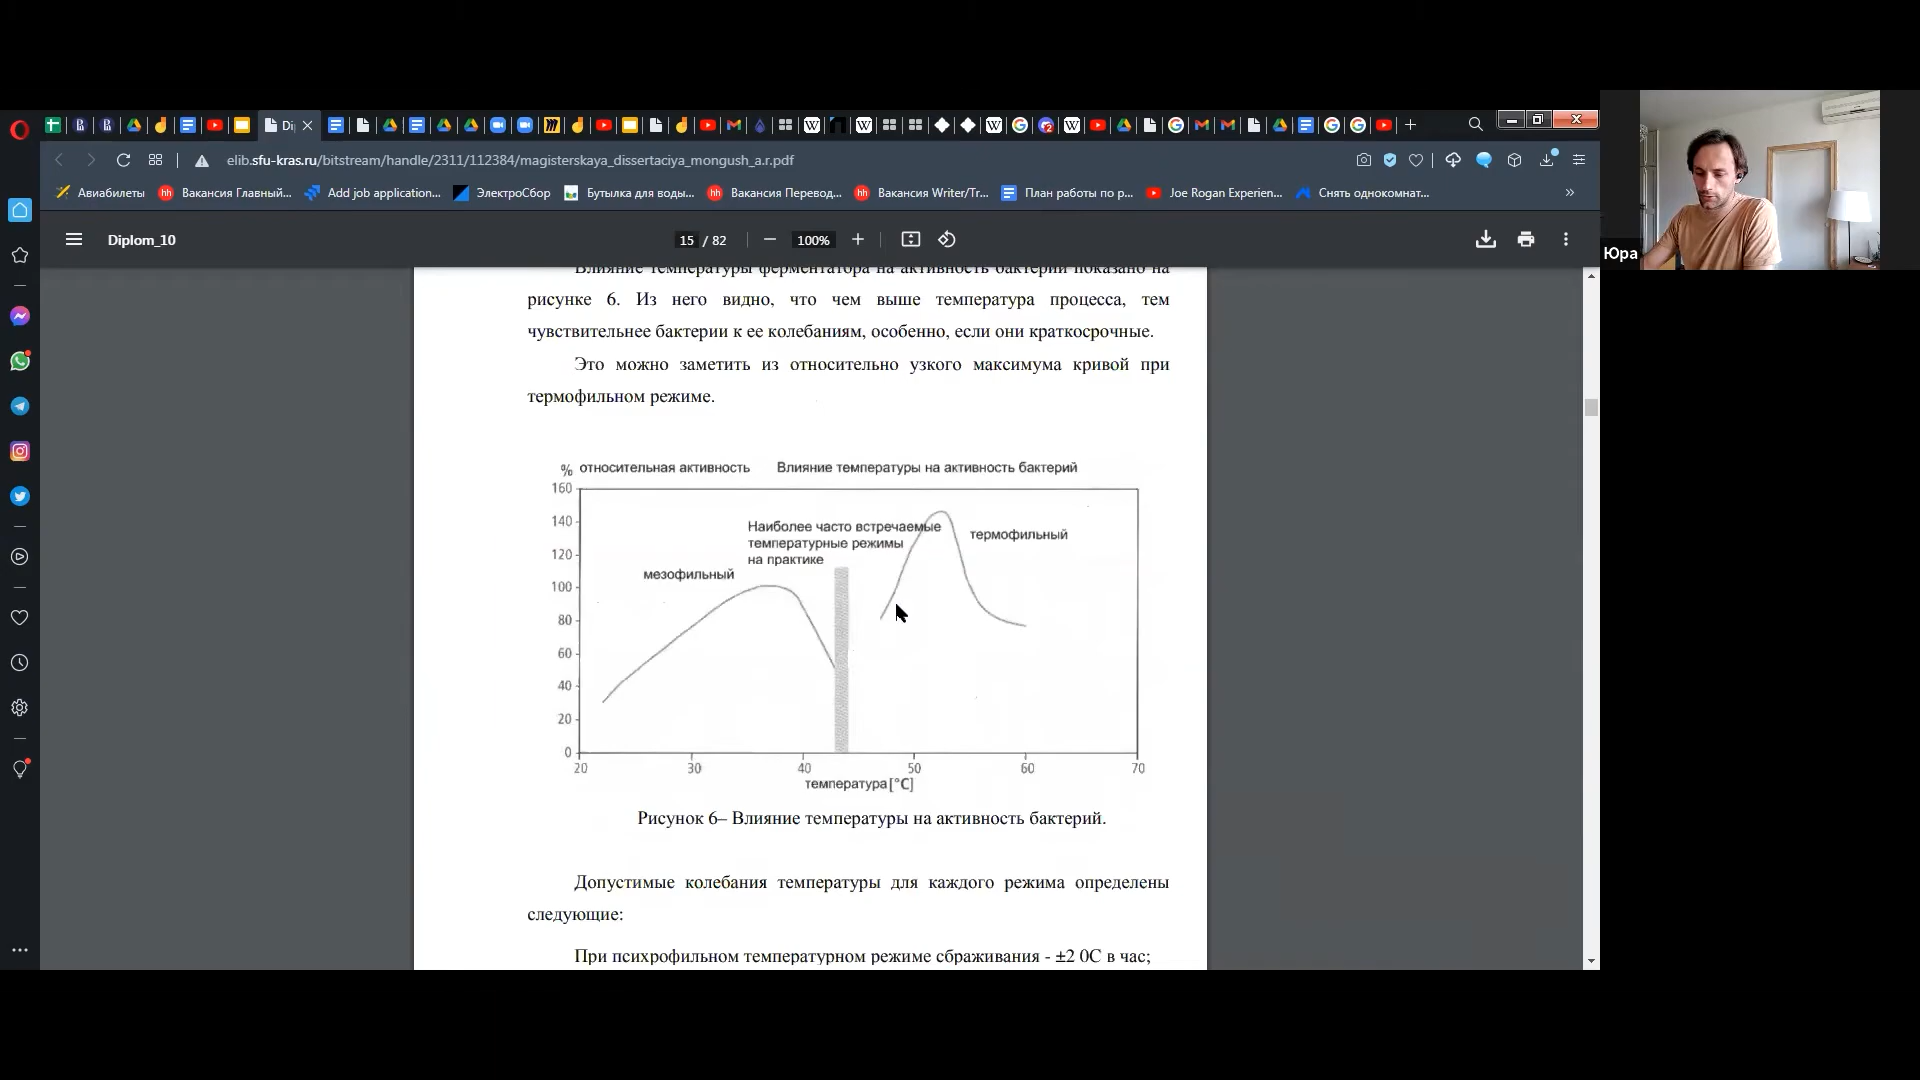 Di
elib.sfu-kras.ru/bitstream/handle/2311/112384/magisterskaya_dissertaciya_mongush_a.r.pdf
Авиабилеты
Вакансия Главный...
Add job application...
ЭлектроСбор
Бутылка для воды...
Вакансия Перевод...
Вакансия Writer/Tr...
План работы по р...
Joe Rogan Experien...
Снять однокомнат...
»
Diplom_10
15 / 82
100%
Юра
Влияние температуры ферментатора на активность бактерий показано на
рисунке 6. Из него видно, что чем выше температура процесса, тем
чувствительнее бактерии к ее колебаниям, особенно, если они краткосрочные.
Это можно заметить из относительно узкого максимума кривой при
термофильном режиме.
% относительная активность
Влияние температуры на активность бактерий
160
140
120
100
80
60
40
20
0
Наиболее часто встречаемые
температурные режимы
на практике
термофильный
мезофильный
20 30 40 50 60 70
температура[°C]
Рисунок 6– Влияние температуры на активность бактерий.
Допустимые колебания температуры для каждого режима определены
следующие:
При психрофильном температурном режиме сбраживания - ±2 0С в час;